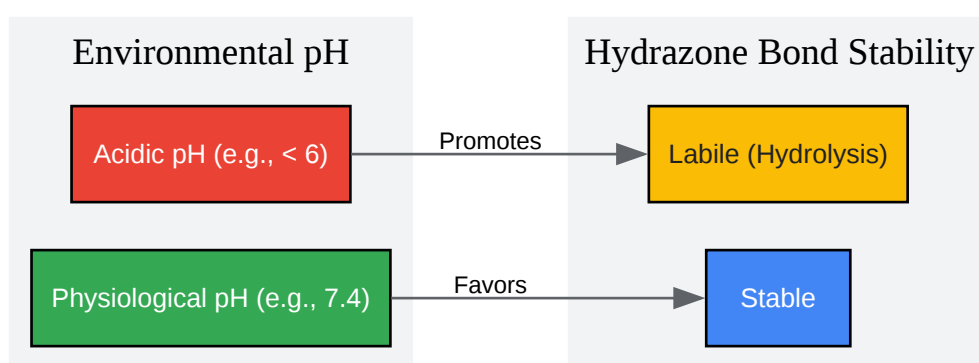 Environmental pH
Hydrazone Bond Stability
Acidic pH (e.g., < 6)
Promotes
Labile (Hydrolysis)
Physiological pH (e.g., 7.4)
Favors
Stable